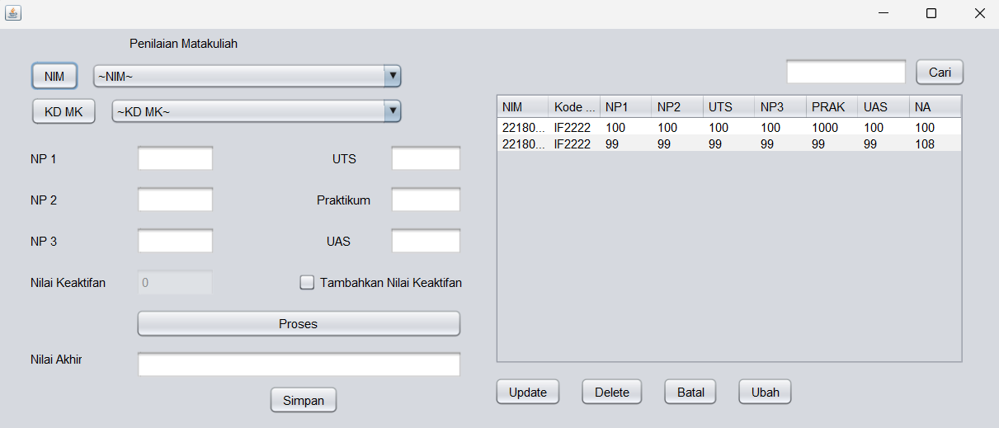 Penilaian Matakuliah
NIM ~NIM~
KD MK ~KD MK~
NP 1 UTS
NP 2 Praktikum
NP 3 UAS
Nilai Keaktifan 0 Tambahkan Nilai Keaktifan
Proses
Nilai Akhir
Simpan
Cari
NIM Kode ... NP1 NP2 UTS NP3 PRAK UAS NA
22180... IF2222 100 100 100 100 1000 100 100
22180... IF2222 99 99 99 99 99 99 108
Update Delete Batal Ubah